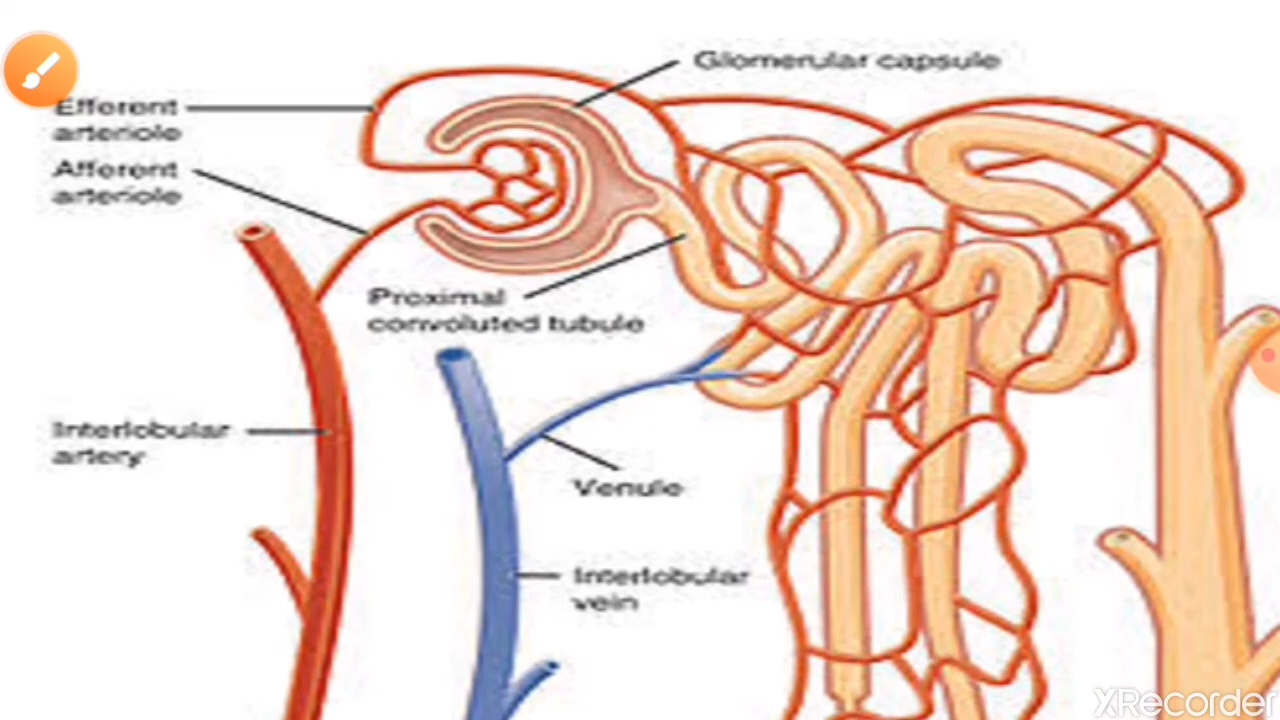 Glomerular capsule
Efferent
arteriole
Afferent
arteriole
Proximal
convoluted tubule
Interlobular
artery
Venule
Interlobular
vein
XRecorder